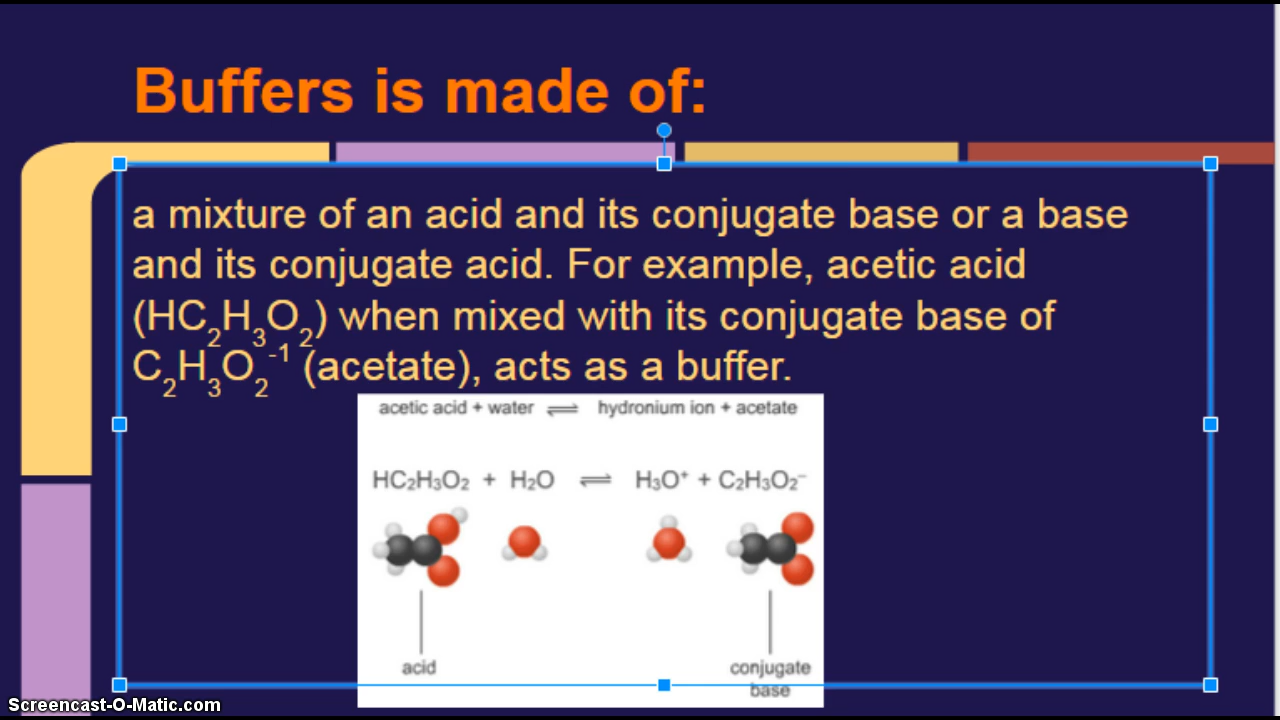 Buffers is made of:
a mixture of an acid and its conjugate base or a base
and its conjugate acid. For example, acetic acid
(HC₂H₃O₂) when mixed with its conjugate base of
C₂H₃O₂⁻¹ (acetate), acts as a buffer.
acetic acid + water ⇌ hydronium ion + acetate
HC₂H₃O₂ + H₂O ⇌ H₃O⁺ + C₂H₃O₂⁻
acid
conjugate
base
Screencast-O-Matic.com